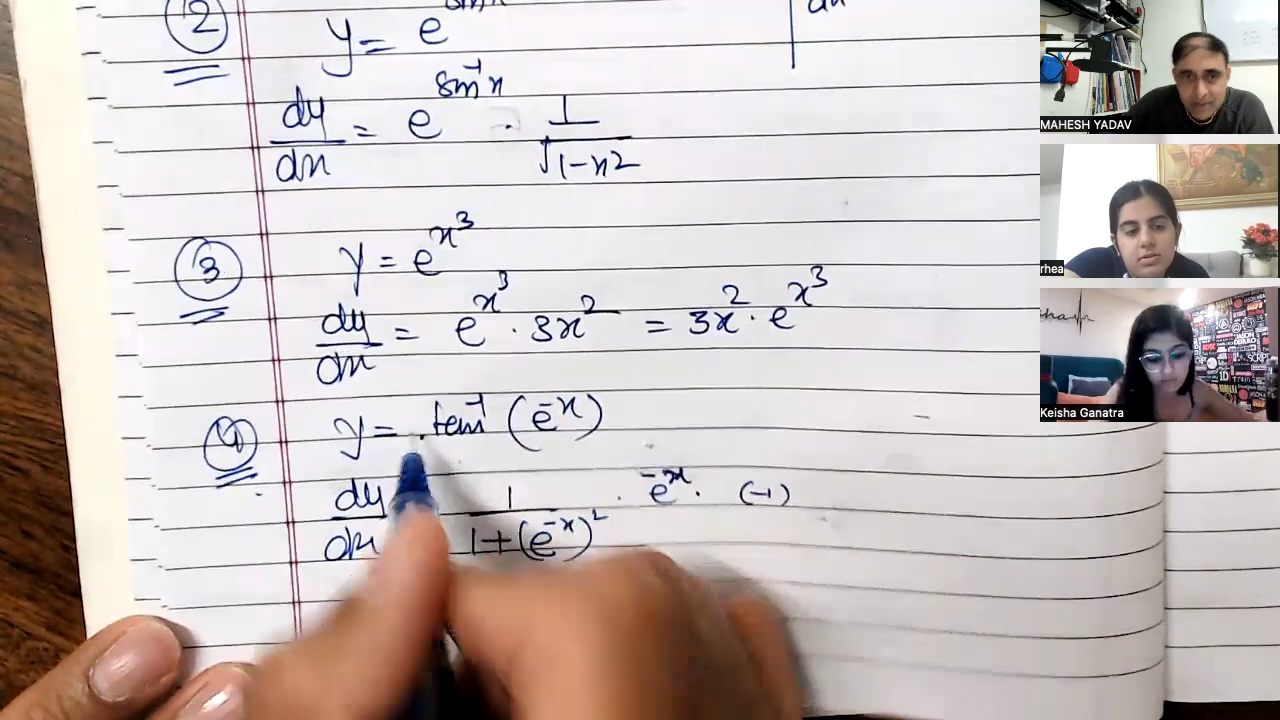 ② y = e^sin⁻¹x
dy/dx = e^sin⁻¹x · 1/√1-x2
③ y = e^x³
dy/dx = e^x³ · 3x² = 3x² · e^x³
④ y = tan⁻¹ (e^-x)
dy/dx 1/1+(e^-x)² · e^-x · (-1)
MAHESH YADAV
rhea
Keisha Ganatra